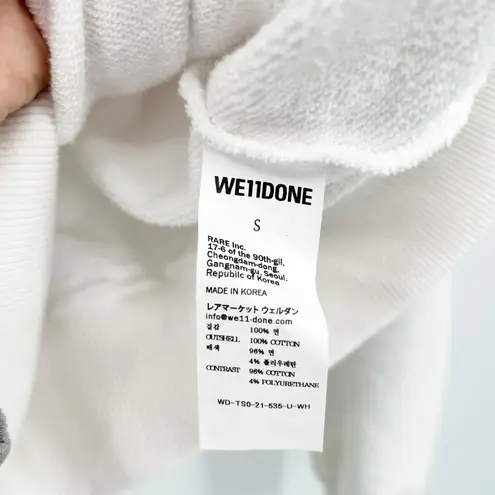 WE11DONE
S
RARE Inc.
17-6 of the 90th-gil,
Cheongdam-dong,
Gangnam-gu, Seoul,
Republic of Korea
MADE IN KOREA
レアマーケット ウェルダン
info@we11-done.com
겉감 100% 면
OUTSHELL 100% COTTON
배색 96% 면
4% 폴리우레탄
CONTRAST 96% COTTON
4% POLYURETHANE
WD-TS0-21-535-U-WH